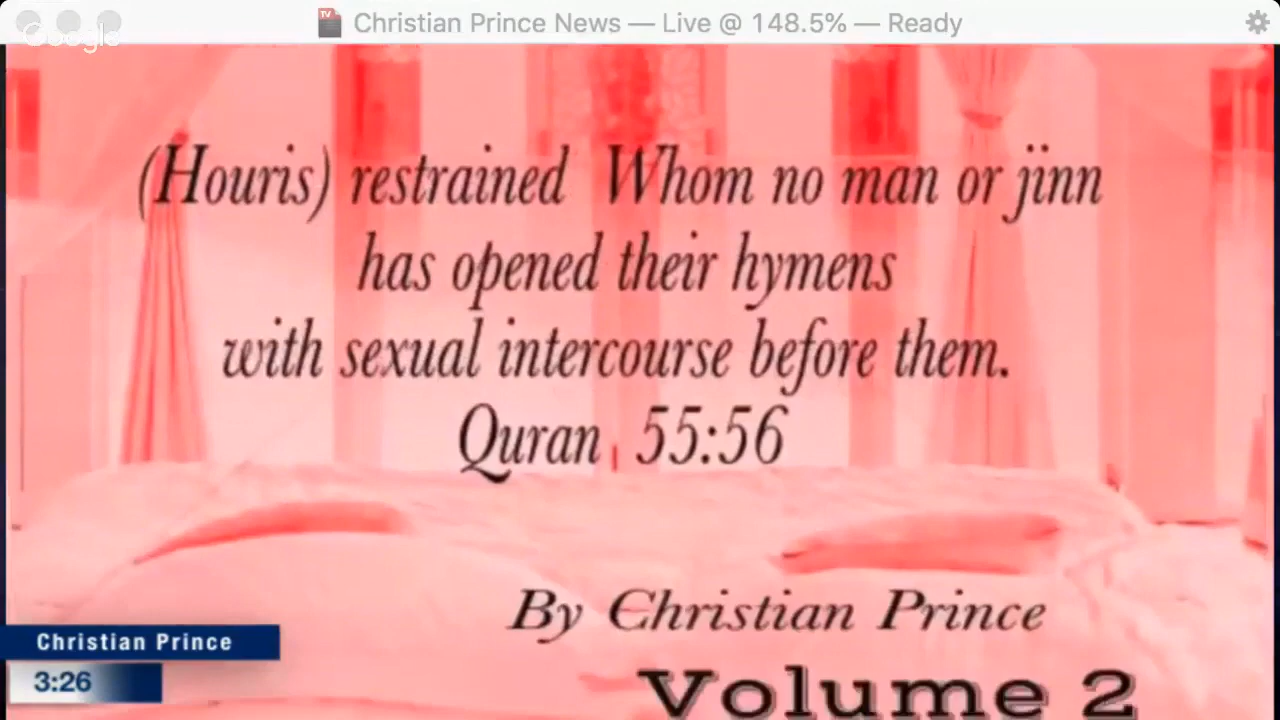 Christian Prince News — Live @ 148.5% — Ready
Google
(Houris) restrained Whom no man or jinn
has opened their hymens
with sexual intercourse before them.
Quran 55:56
By Christian Prince
Volume 2
Christian Prince
3:26